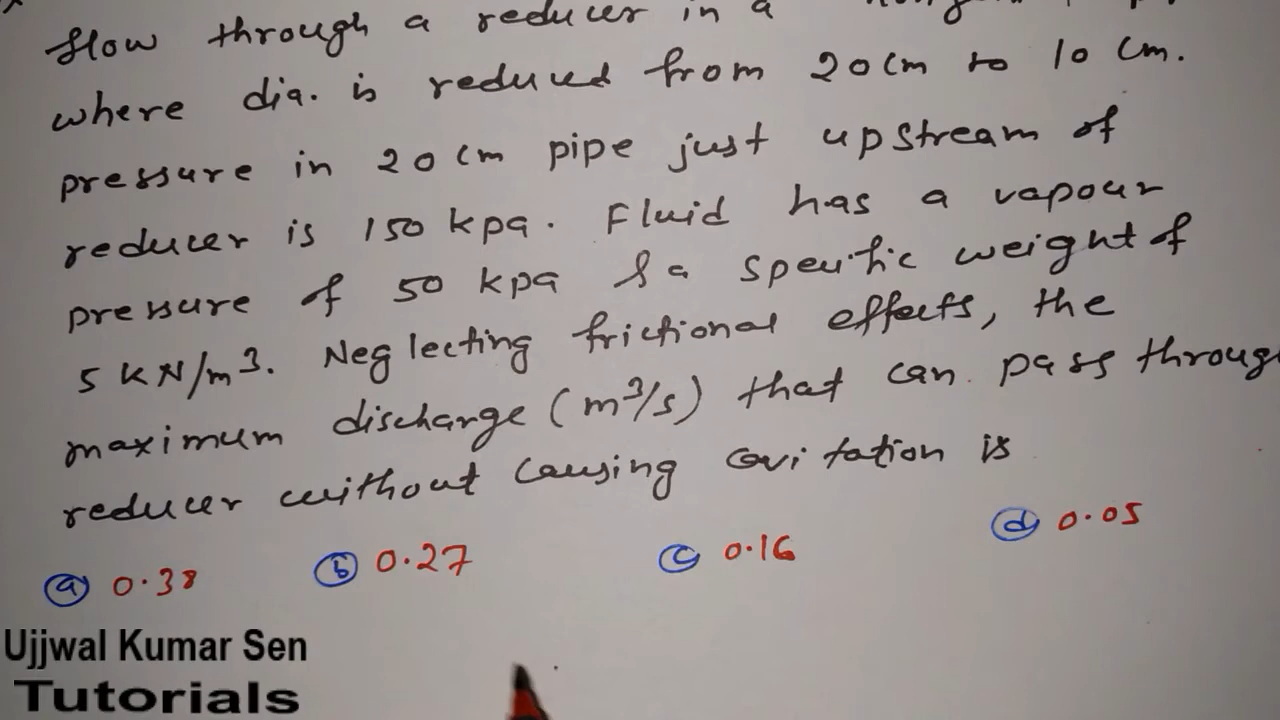 flow through a reducer in a
where dia. is reduced from 20cm to 10 cm.
pressure in 20cm pipe just upstream of
reducer is 150 kpa. Fluid has a vapour
pressure of 50 kpa & a specific weight of
5 KN/m³. Neglecting frictional effects, the
maximum discharge (m³/s) that can pass through
reducer without causing cavitation is
(a) 0.38 (b) 0.27 (c) 0.16 (d) 0.05
Ujjwal Kumar Sen
Tutorials